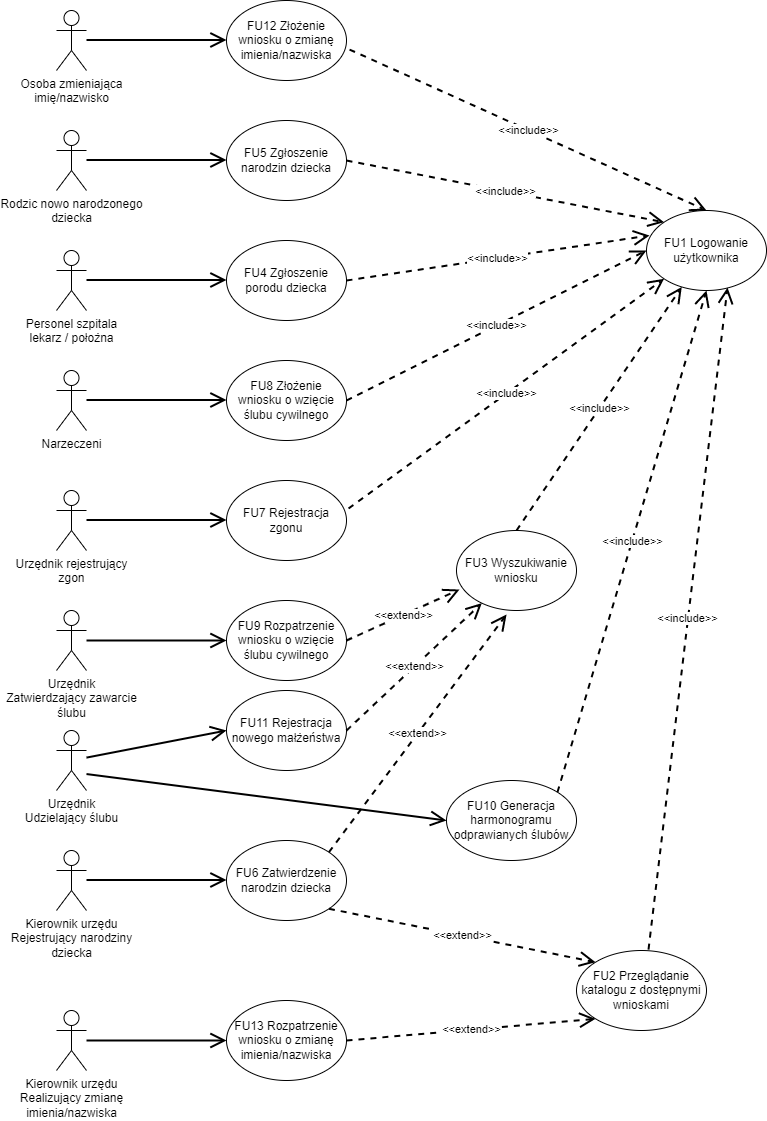 FU12 Złożenie
wniosku o zmianę
imienia/nazwiska
Osoba zmieniająca
imię/nazwisko
<<include>>
FU5 Zgłoszenie
narodzin dziecka
Rodzic nowo narodzonego
dziecka
<<include>>
FU1 Logowanie
użytkownika
FU4 Zgłoszenie
porodu dziecka
<<include>>
Personel szpitala
lekarz / położna
<<include>>
FU8 Złożenie
wniosku o wzięcie
ślubu cywilnego
Narzeczeni
<<include>>
<<include>>
FU7 Rejestracja
zgonu
Urzędnik rejestrujący
zgon
<<include>>
FU3 Wyszukiwanie
wniosku
FU9 Rozpatrzenie
wniosku o wzięcie
ślubu cywilnego
<<extend>>
<<include>>
Urzędnik
Zatwierdzający zawarcie
ślubu
<<extend>>
FU11 Rejestracja
nowego małżeństwa
<<extend>>
Urzędnik
Udzielający ślubu
FU10 Generacja
harmonogramu
odprawianych ślubów
FU6 Zatwierdzenie
narodzin dziecka
Kierownik urzędu
Rejestrujący narodziny
dziecka
<<extend>>
FU2 Przeglądanie
katalogu z dostępnymi
wnioskami
FU13 Rozpatrzenie
wniosku o zmianę
imienia/nazwiska
<<extend>>
Kierownik urzędu
Realizujący zmianę
imienia/nazwiska